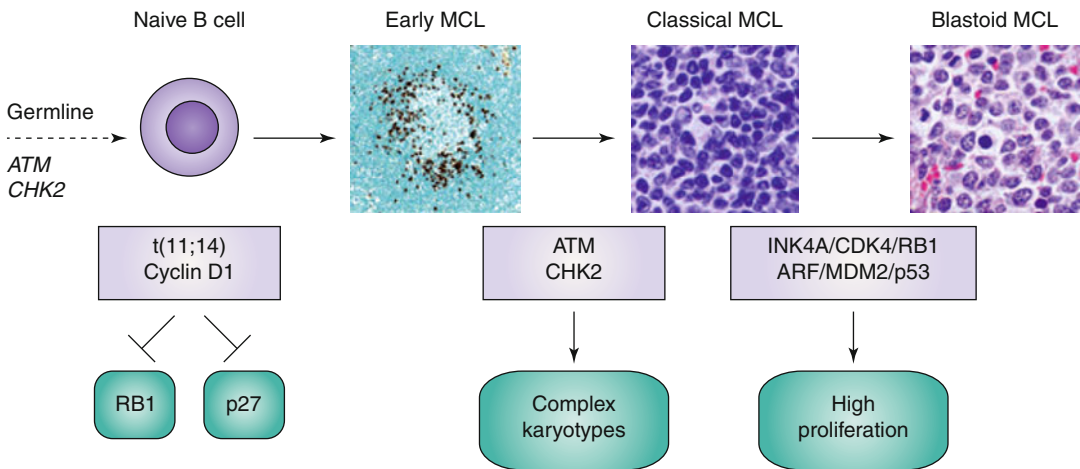 Naive B cell
Early MCL
Classical MCL
Blastoid MCL
Germline
ATM
CHK2
t(11;14)
Cyclin D1
ATM
CHK2
INK4A/CDK4/RB1
ARF/MDM2/p53
RB1
p27
Complex
karyotypes
High
proliferation